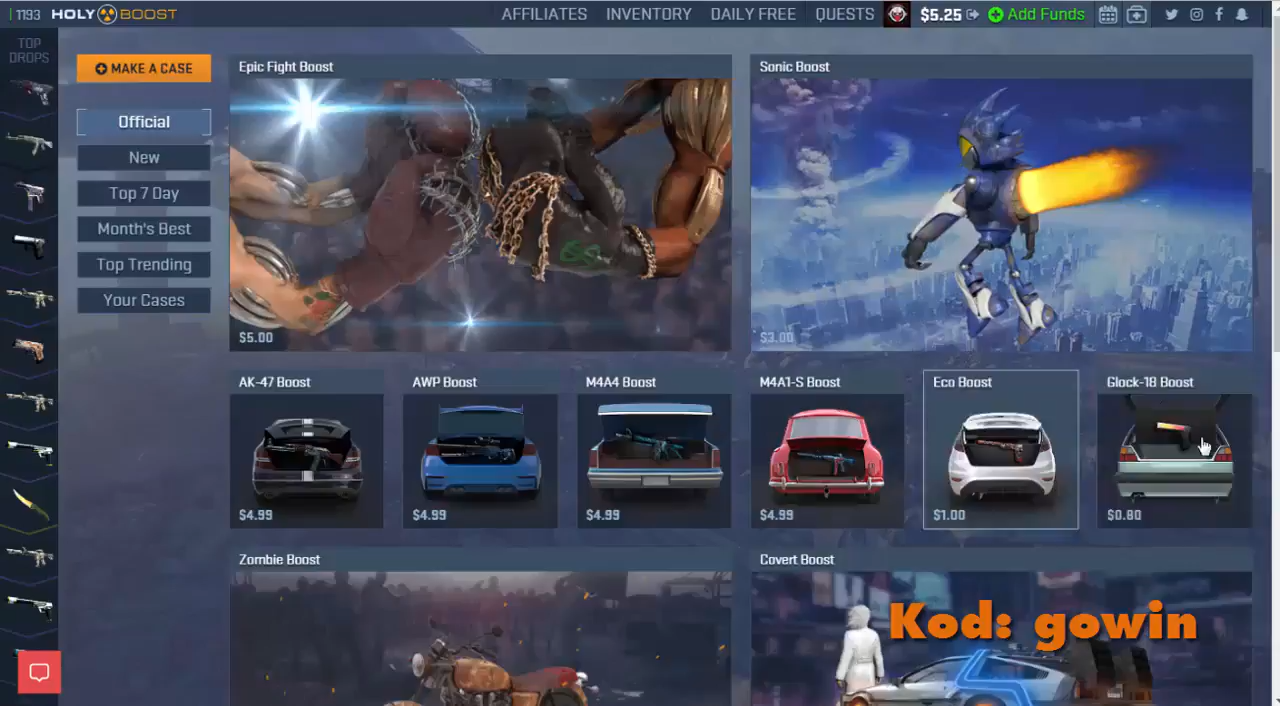 1193 HOLY BOOST
AFFILIATES INVENTORY DAILY FREE QUESTS $5.25 Add Funds
TOP
DROPS
MAKE A CASE
Official
New
Top 7 Day
Month's Best
Top Trending
Your Cases
Epic Fight Boost
$5.00
Sonic Boost
$3.00
AK-47 Boost
$4.99
AWP Boost
$4.99
M4A4 Boost
$4.99
M4A1-S Boost
$4.99
Eco Boost
$1.00
Glock-18 Boost
$0.80
Zombie Boost
Covert Boost
Kod: gowin